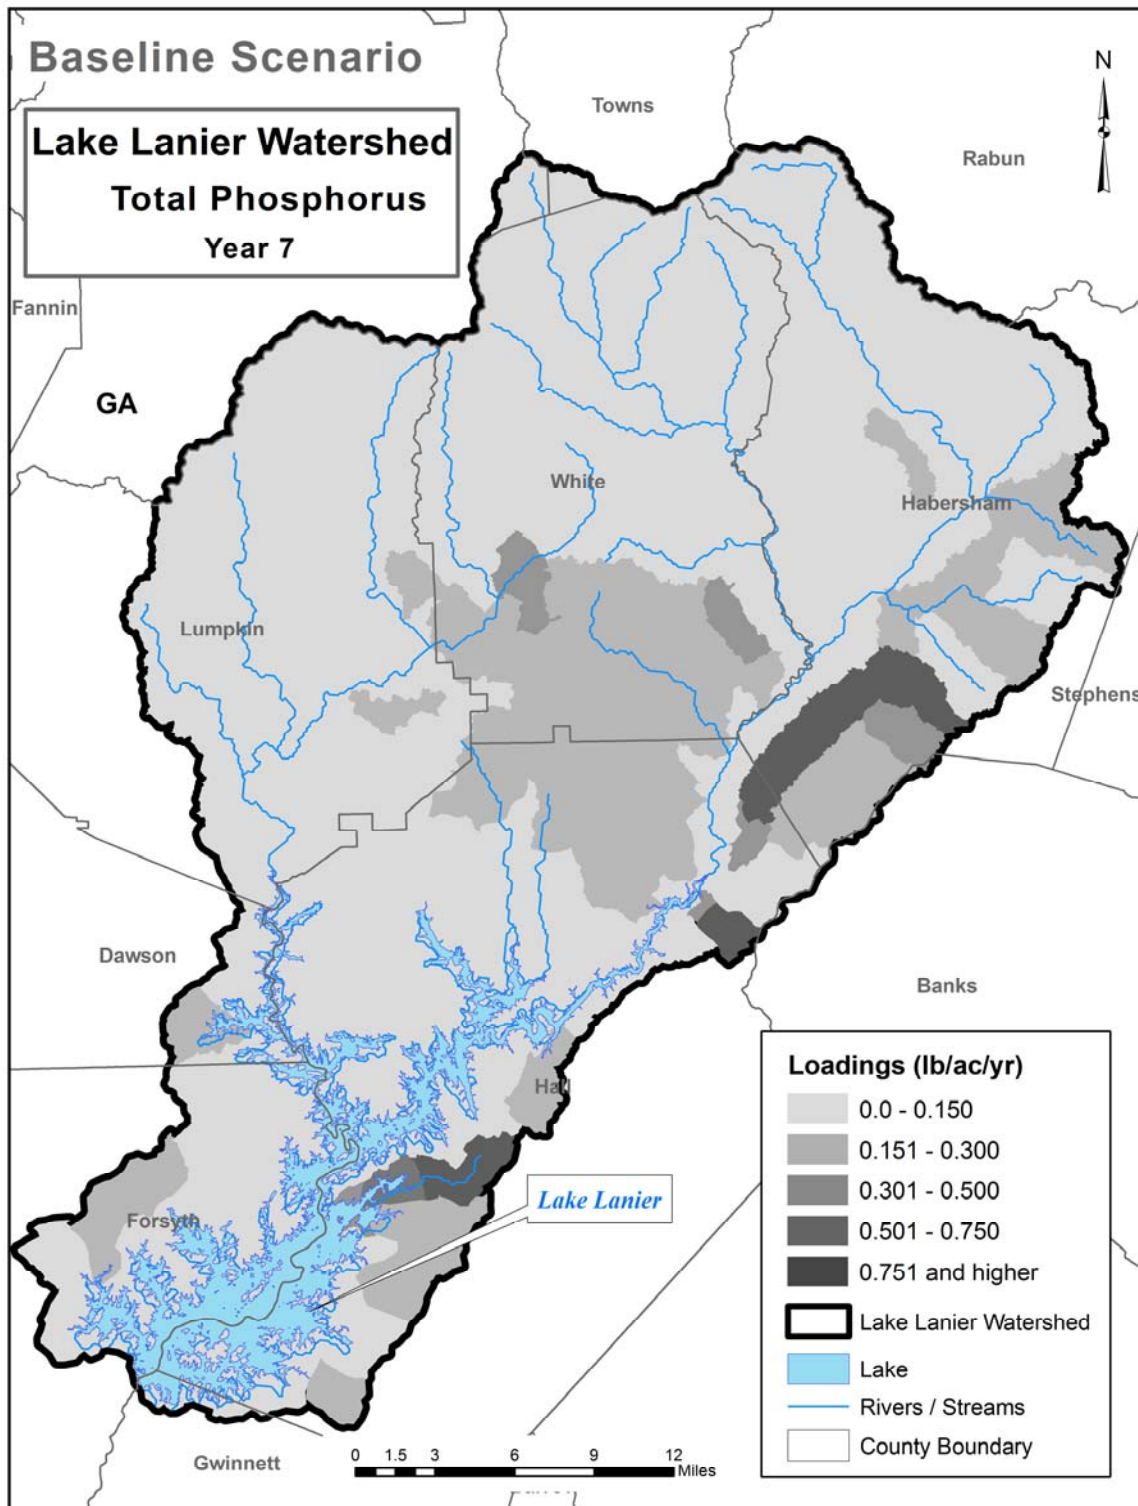 Baseline Scenario
Lake Lanier Watershed
Total Phosphorus
Year 7
N
Towns
Rabun
Fannin
GA
White
Habersham
Lumpkin
Stephens
Dawson
Banks
Hall
Forsyth
Lake Lanier
Gwinnett
Loadings (lb/ac/yr)
0.0 - 0.150
0.151 - 0.300
0.301 - 0.500
0.501 - 0.750
0.751 and higher
Lake Lanier Watershed
Lake
Rivers / Streams
County Boundary
0 1.5 3 6 9 12
Miles